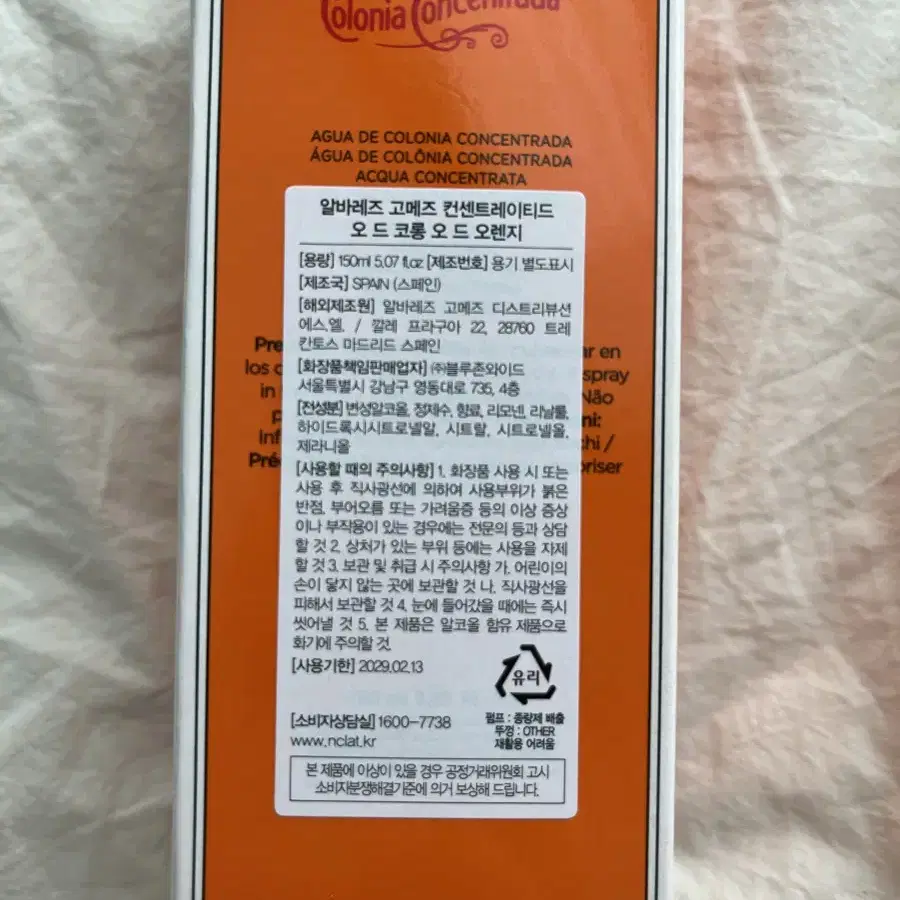 Colonia Concentrada
AGUA DE COLONIA CONCENTRADA
ÁGUA DE COLÔNIA CONCENTRADA
ACQUA CONCENTRATA
알바레즈 고메즈 컨센트레이티드
오 드 코롱 오 드 오렌지
[용량] 150ml 5.07 fl.oz [제조번호] 용기 별도표시
[제조국] SPAIN (스페인)
[해외제조원] 알바레즈 고메즈 디스트리뷰션
에스.엘. / 깔레 프라구아 22, 28760 트레
칸토스 마드리드 스페인
[화장품책임판매업자] ㈜블루존와이드
서울특별시 강남구 영동대로 735, 4층
[전성분] 변성알코올, 정제수, 향료, 리모넨, 리날룰,
하이드록시시트로넬알, 시트랄, 시트로넬올,
제라니올
[사용할 때의 주의사항] 1. 화장품 사용 시 또는
사용 후 직사광선에 의하여 사용부위가 붉은
반점, 부어오름 또는 가려움증 등의 이상 증상
이나 부작용이 있는 경우에는 전문의 등과 상담
할 것 2. 상처가 있는 부위 등에는 사용을 자제
할 것 3. 보관 및 취급 시 주의사항 가. 어린이의
손이 닿지 않는 곳에 보관할 것 나. 직사광선을
피해서 보관할 것 4. 눈에 들어갔을 때에는 즉시
씻어낼 것 5. 본 제품은 알코올 함유 제품으로
화기에 주의할 것.
[사용기한] 2029.02.13
유리
[소비자상담실] 1600-7738
www.nclat.kr
펌프 : 종량제 배출
뚜껑 : OTHER
재활용 어려움
본 제품에 이상이 있을 경우 공정거래위원회 고시
소비자분쟁해결기준에 의거 보상해 드립니다.
en
los
spray
in
Não